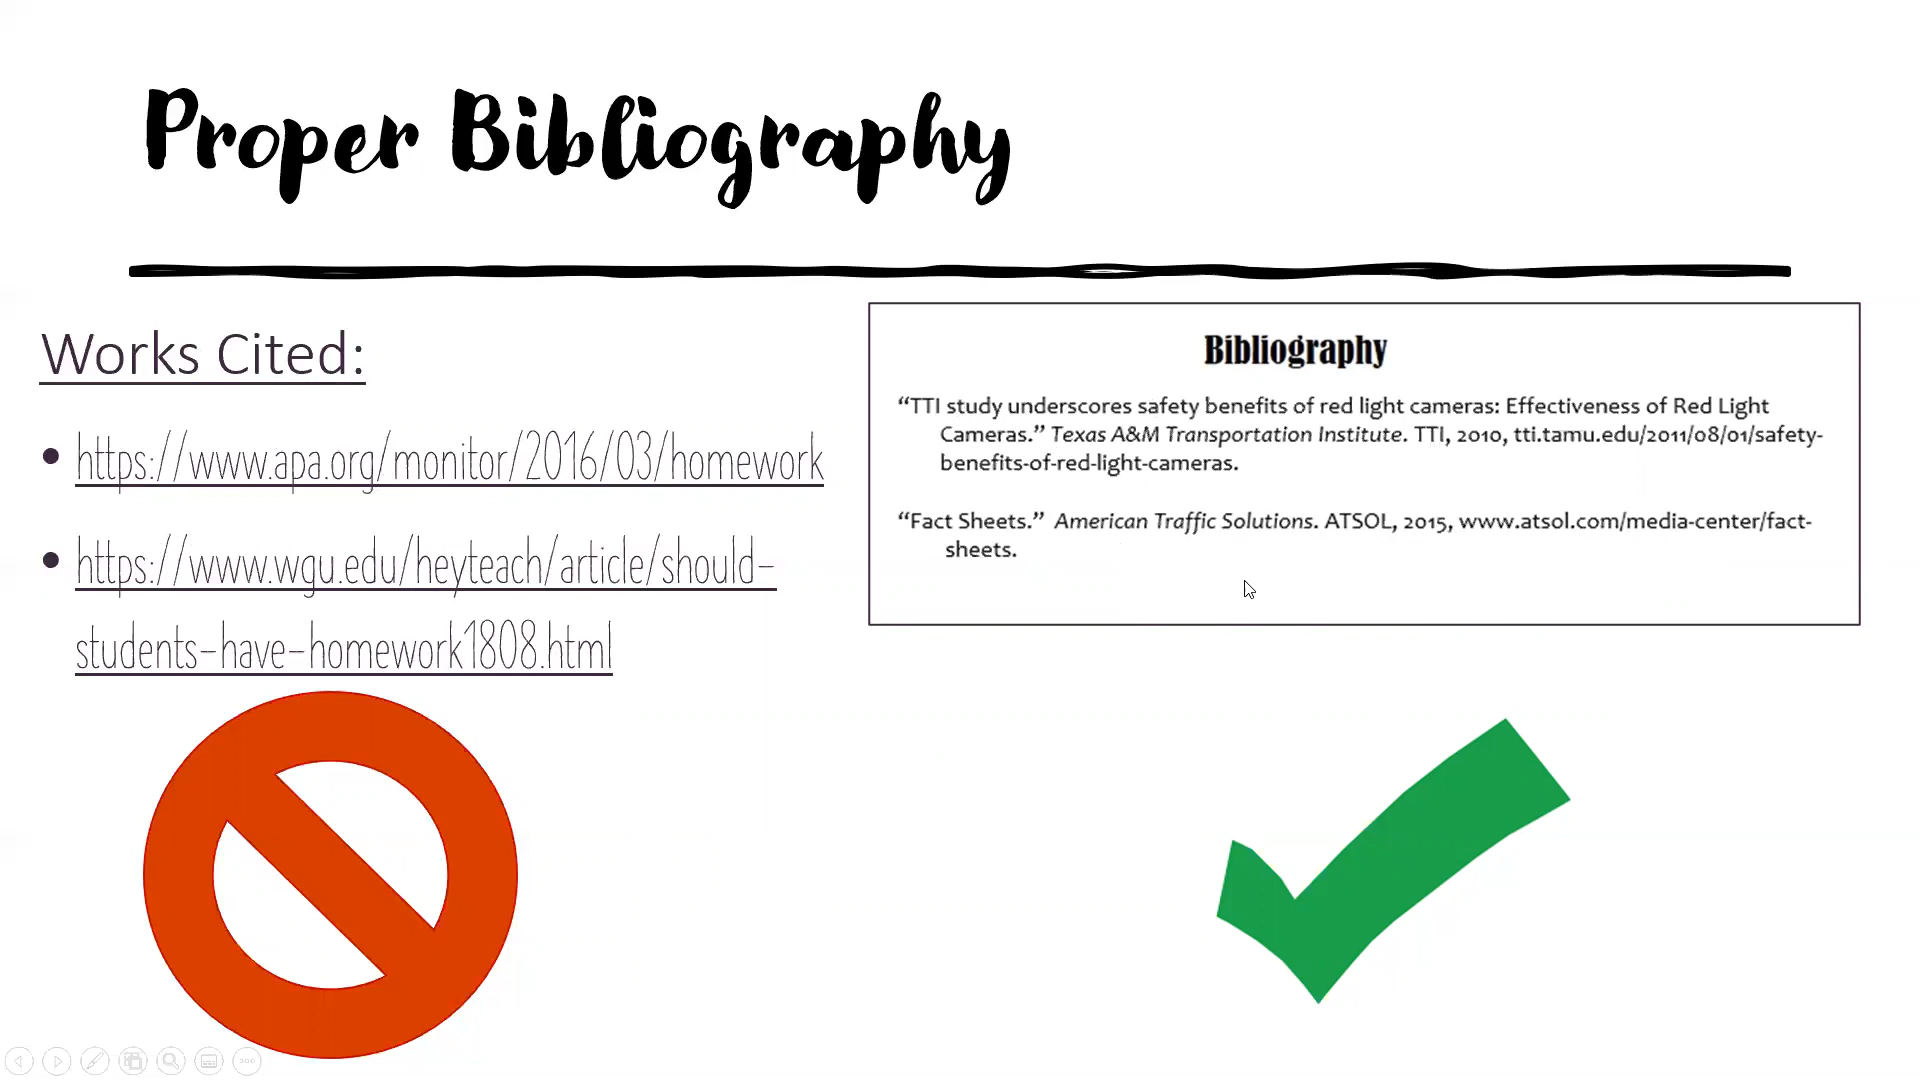 Proper Bibliography
Works Cited:
• https://www.apa.org/monitor/2016/03/homework
• https://www.wgu.edu/heyteach/article/should-
students-have-homework1808.html
Bibliography
“TTI study underscores safety benefits of red light cameras: Effectiveness of Red Light
Cameras.” Texas A&M Transportation Institute. TTI, 2010, tti.tamu.edu/2011/08/01/safety-
benefits-of-red-light-cameras.
“Fact Sheets.” American Traffic Solutions. ATSOL, 2015, www.atsol.com/media-center/fact-
sheets.